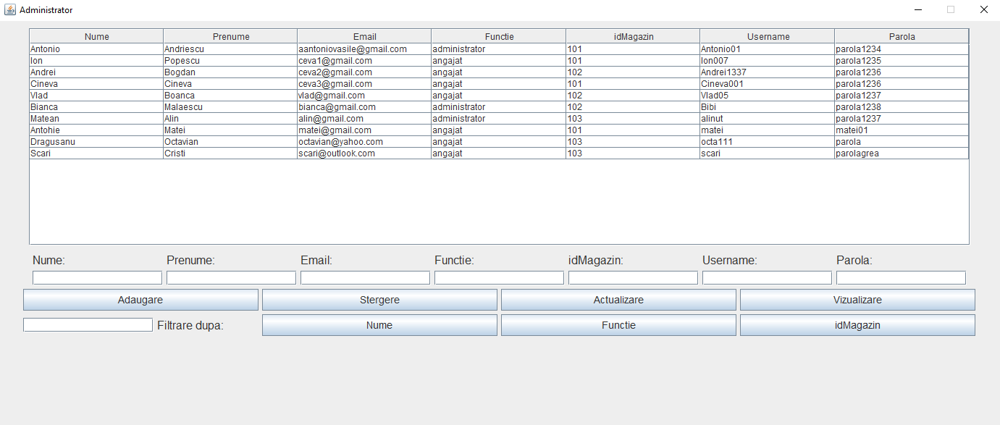 Administrator
Nume Prenume Email Functie idMagazin Username Parola
Antonio Andriescu aantoniovasile@gmail.com administrator 101 Antonio01 parola1234
Ion Popescu ceva1@gmail.com angajat 101 Ion007 parola1235
Andrei Bogdan ceva2@gmail.com angajat 102 Andrei1337 parola1236
Cineva Cineva ceva3@gmail.com angajat 101 Cineva001 parola1236
Vlad Boanca vlad@gmail.com angajat 102 Vlad05 parola1237
Bianca Malaescu bianca@gmail.com administrator 102 Bibi parola1238
Matean Alin alin@gmail.com administrator 103 alinut parola1237
Antohie Matei matei@gmail.com angajat 101 matei matei01
Dragusanu Octavian octavian@yahoo.com angajat 103 octa111 parola
Scari Cristi scari@outlook.com angajat 103 scari parolagrea
Nume: Prenume: Email: Functie: idMagazin: Username: Parola:
Adaugare Stergere Actualizare Vizualizare
Filtrare dupa: Nume Functie idMagazin